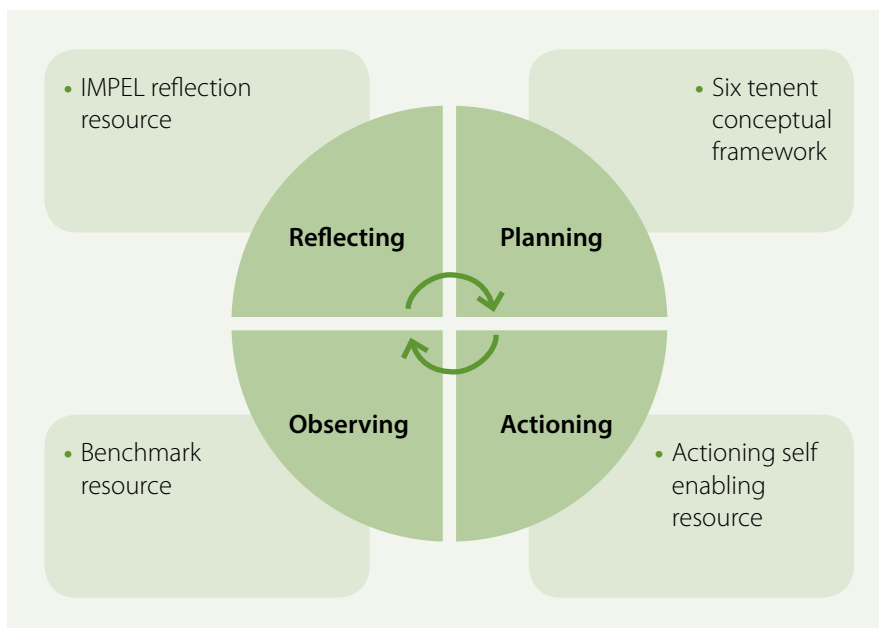 • IMPEL reflection
resource
• Six tenent
conceptual
framework
Reflecting
Planning
Observing
Actioning
• Benchmark
resource
• Actioning self
enabling
resource